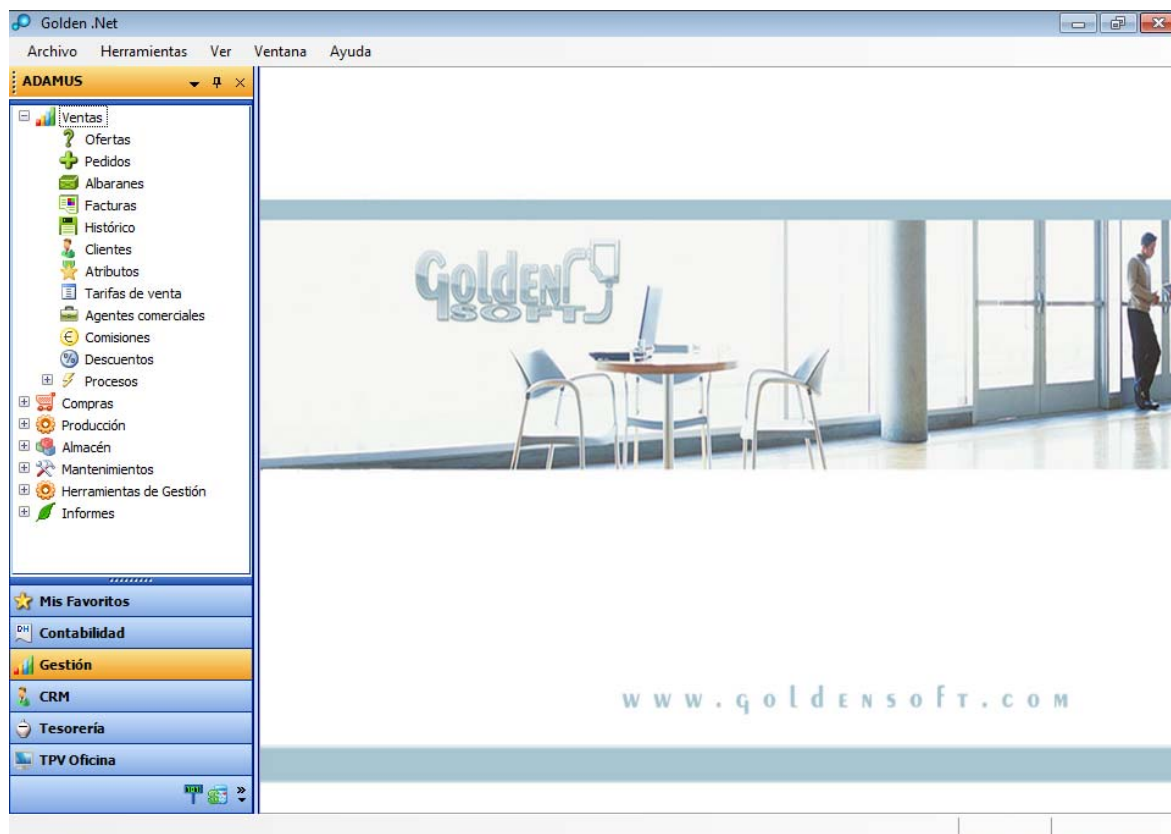 Golden .Net
Archivo Herramientas Ver Ventana Ayuda
ADAMUS
Ventas
Ofertas
Pedidos
Albaranes
Facturas
Histórico
Clientes
Atributos
Tarifas de venta
Agentes comerciales
Comisiones
Descuentos
Procesos
Compras
Producción
Almacén
Mantenimientos
Herramientas de Gestión
Informes
Mis Favoritos
DH Contabilidad
Gestión
CRM
Tesorería
TPV Oficina
GoldEN
SOFT
www.goldENsofT.coM